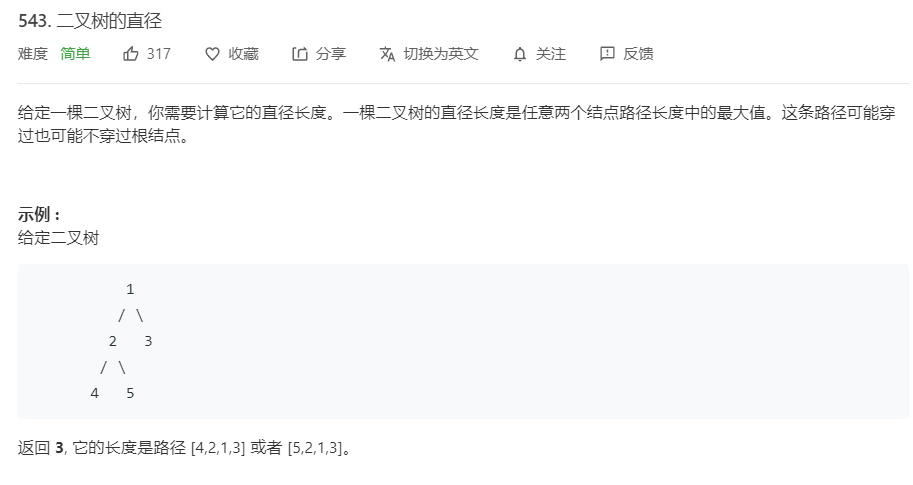 543. 二叉树的直径
难度 简单 317 收藏 分享 切换为英文 关注 反馈
给定一棵二叉树，你需要计算它的直径长度。一棵二叉树的直径长度是任意两个结点路径长度中的最大值。这条路径可能穿
过也可能不穿过根结点。
示例 :
给定二叉树
1
/ \
2 3
/ \
4 5
返回 3, 它的长度是路径 [4,2,1,3] 或者 [5,2,1,3]。